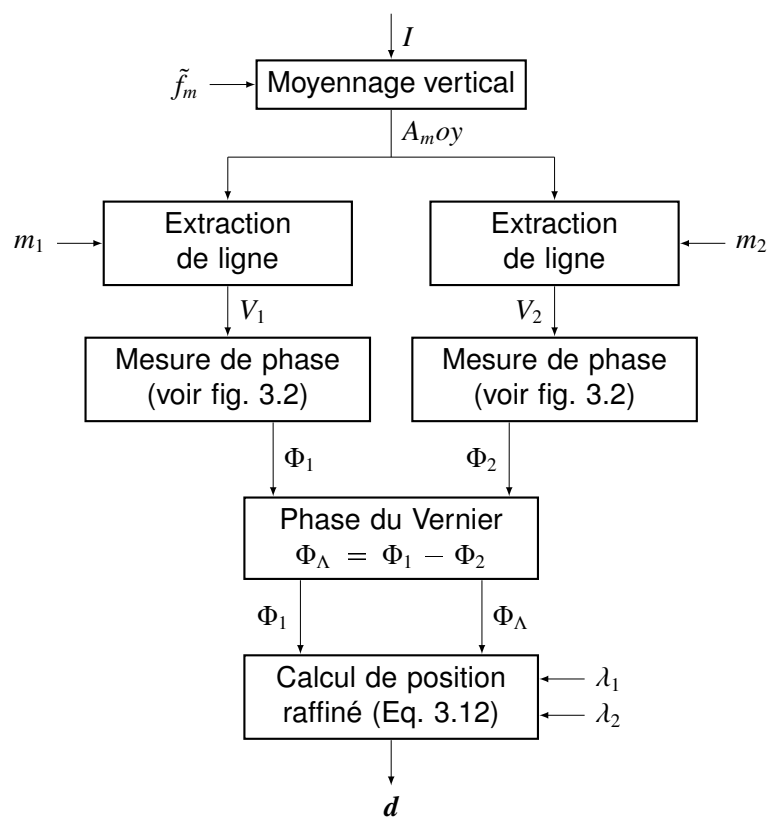 I
f̃ₘ
Moyennage vertical
Aₘoy
Extraction
de ligne
Extraction
de ligne
m₁
m₂
V₁
V₂
Mesure de phase
(voir fig. 3.2)
Mesure de phase
(voir fig. 3.2)
Φ₁
Φ₂
Phase du Vernier
Φ_Λ = Φ₁ − Φ₂
Φ₁
Φ_Λ
Calcul de position
raffiné (Eq. 3.12)
λ₁
λ₂
d